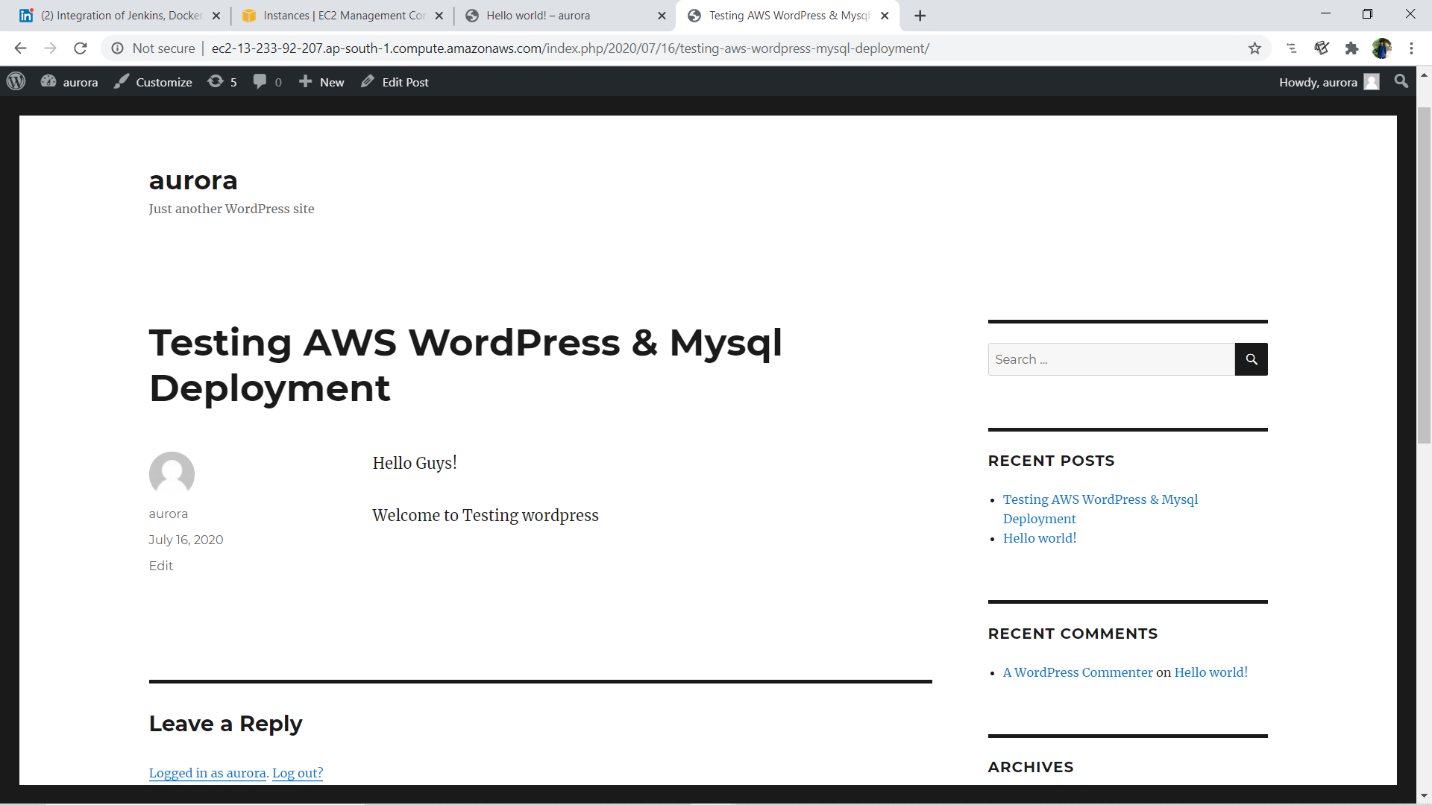 (2) Integration of Jenkins, Docker
Instances | EC2 Management Con
Hello world! – aurora
Testing AWS WordPress & Mysql
Not secure
ec2-13-233-92-207.ap-south-1.compute.amazonaws.com/index.php/2020/07/16/testing-aws-wordpress-mysql-deployment/
aurora
Customize
5
0
New
Edit Post
Howdy, aurora
aurora
Just another WordPress site
Testing AWS WordPress & Mysql
Deployment
aurora
July 16, 2020
Edit
Hello Guys!
Welcome to Testing wordpress
Leave a Reply
Logged in as aurora. Log out?
Search …
RECENT POSTS
Testing AWS WordPress & Mysql
Deployment
Hello world!
RECENT COMMENTS
A WordPress Commenter on Hello world!
ARCHIVES